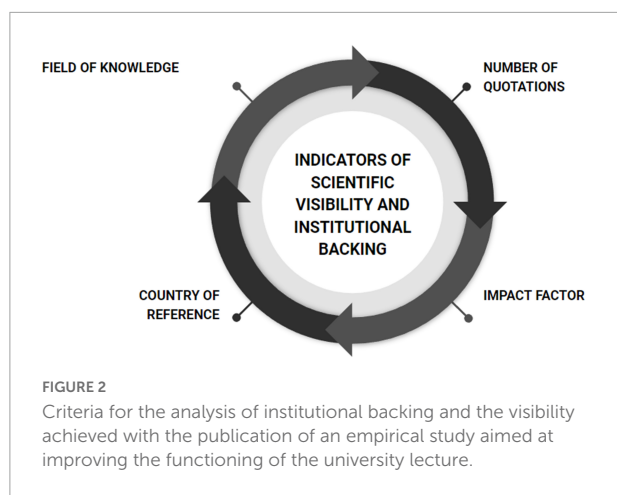 FIELD OF KNOWLEDGE
NUMBER OF
QUOTATIONS
INDICATORS OF
SCIENTIFIC
VISIBILITY AND
INSTITUTIONAL
BACKING
COUNTRY OF
REFERENCE
IMPACT FACTOR
FIGURE 2
Criteria for the analysis of institutional backing and the visibility
achieved with the publication of an empirical study aimed at
improving the functioning of the university lecture.